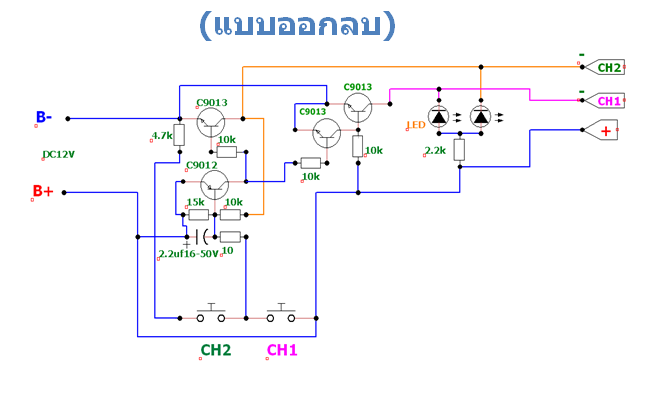 (แบบออกลบ)
-
CH2
C9013
C9013
-
CH1
B-
C9013
LED
+
4.7k
10k
DC12V
10k
2.2k
C9012
10k
B+
15k
10k
+
2.2uf16-50V
10
CH2
CH1